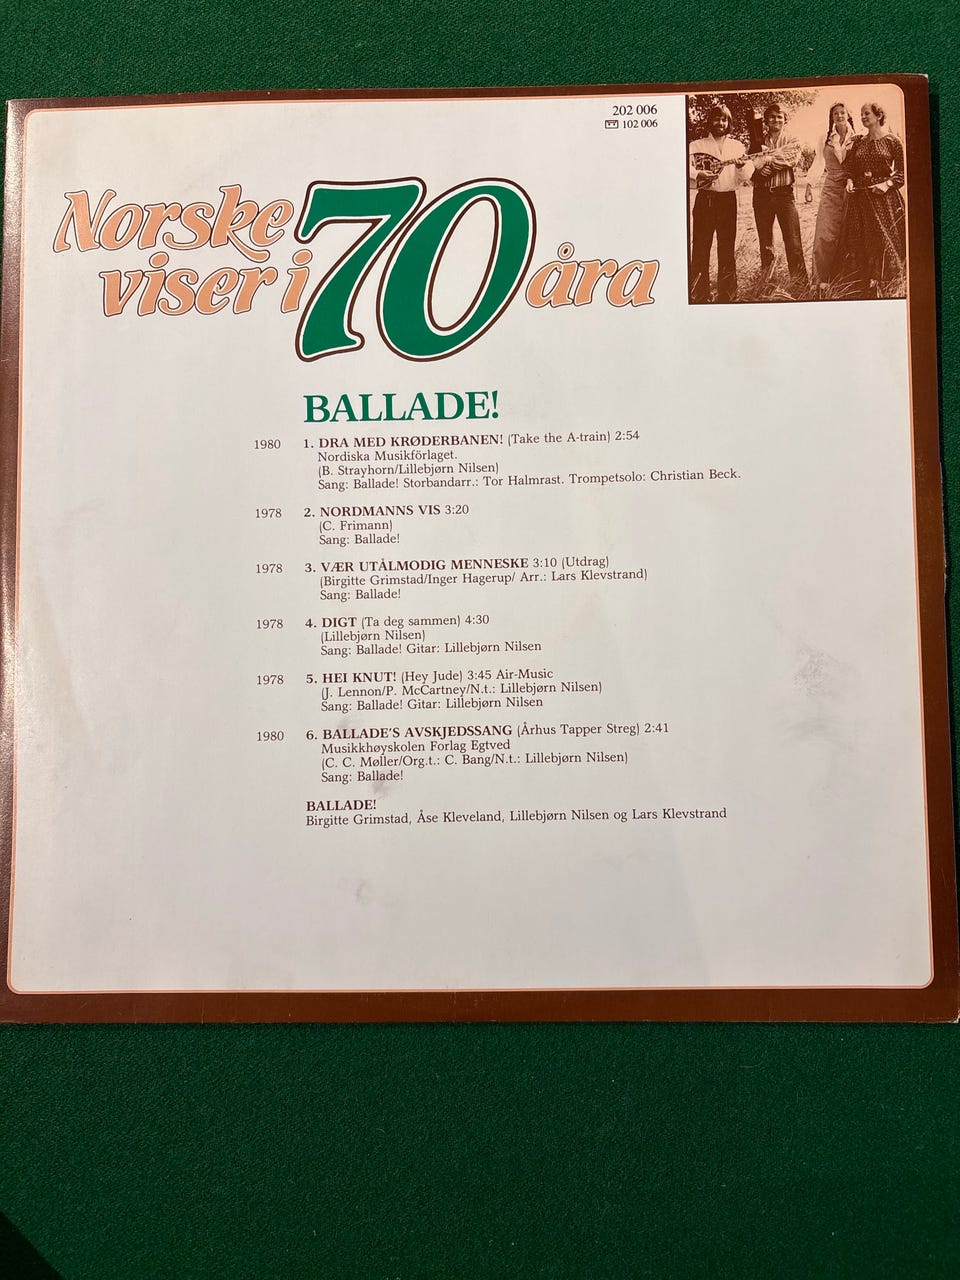 202 006
102 006
Norske
viser i 70 åra
BALLADE!
1980 1. DRA MED KRØDERBANEN! (Take the A-train) 2:54
Nordiska Musikförlaget.
(B. Strayhorn/Lillebjørn Nilsen)
Sang: Ballade! Storbandarr.: Tor Halmrast. Trompetsolo: Christian Beck.
1978 2. NORDMANNS VIS 3:20
(C. Frimann)
Sang: Ballade!
1978 3. VÆR UTÅLMODIG MENNESKE 3:10 (Utdrag)
(Birgitte Grimstad/Inger Hagerup/ Arr.: Lars Klevstrand)
Sang: Ballade!
1978 4. DIGT (Ta deg sammen) 4:30
(Lillebjørn Nilsen)
Sang: Ballade! Gitar: Lillebjørn Nilsen
1978 5. HEI KNUT! (Hey Jude) 3:45 Air-Music
(J. Lennon/P. McCartney/N.t.: Lillebjørn Nilsen)
Sang: Ballade! Gitar: Lillebjørn Nilsen
1980 6. BALLADE'S AVSKJEDSSANG (Århus Tapper Streg) 2:41
Musikkhøyskolen Forlag Egtved
(C. C. Møller/Org.t.: C. Bang/N.t.: Lillebjørn Nilsen)
Sang: Ballade!
BALLADE!
Birgitte Grimstad, Åse Kleveland, Lillebjørn Nilsen og Lars Klevstrand